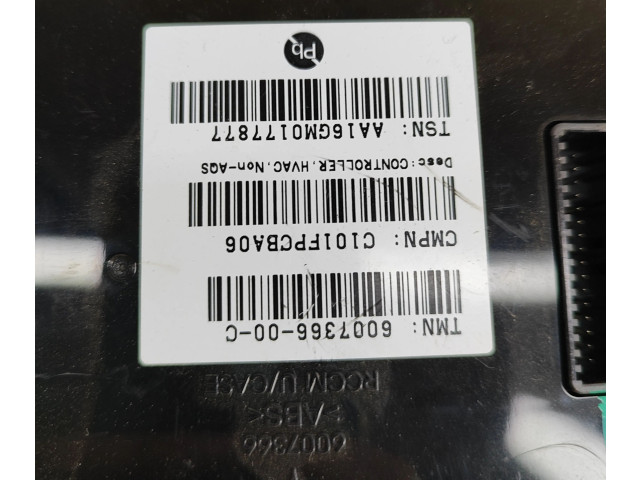 6007366
>ABS<
RCCM U/CASE
TMN: 6007366-00-C
CMPN: C101FPCBA06
Desc:CONTROLLER,HVAC,Non-AQS
TSN: AA16GM0177877
Pb